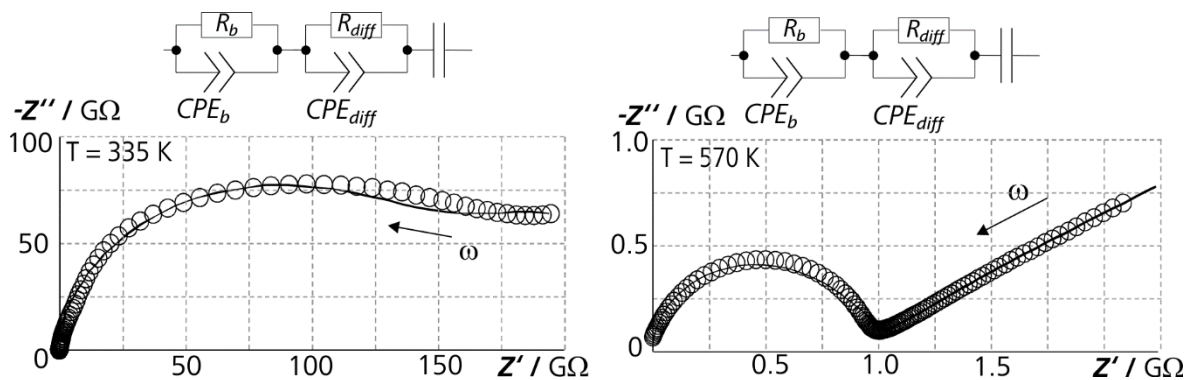 R_b R_diff
CPE_b CPE_diff
-Z'' / GΩ
100
T = 335 K
50
ω
0
50 100 150 Z' / GΩ
R_b R_diff
CPE_b CPE_diff
-Z'' / GΩ
1.0
T = 570 K
ω
0.5
0
0.5 1.0 1.5 Z' / GΩ